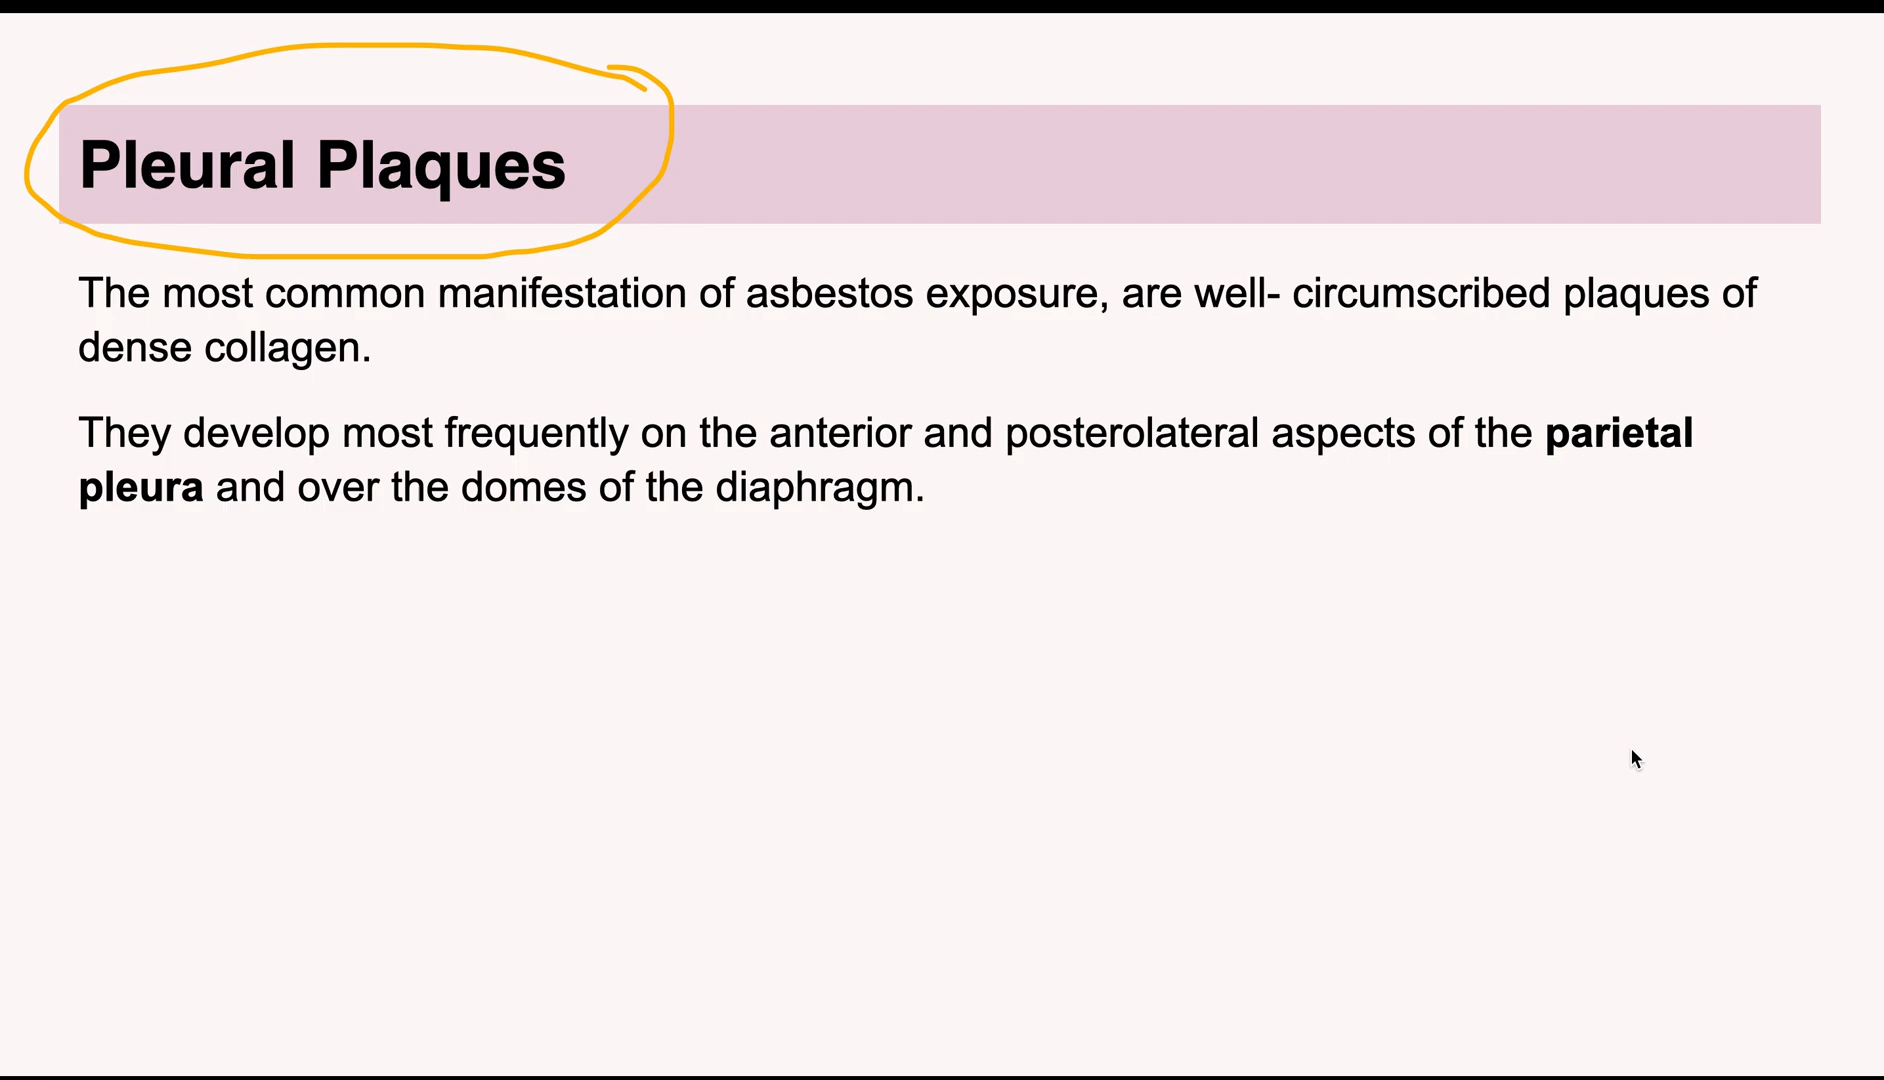 Pleural Plaques
The most common manifestation of asbestos exposure, are well- circumscribed plaques of
dense collagen.
They develop most frequently on the anterior and posterolateral aspects of the parietal
pleura and over the domes of the diaphragm.